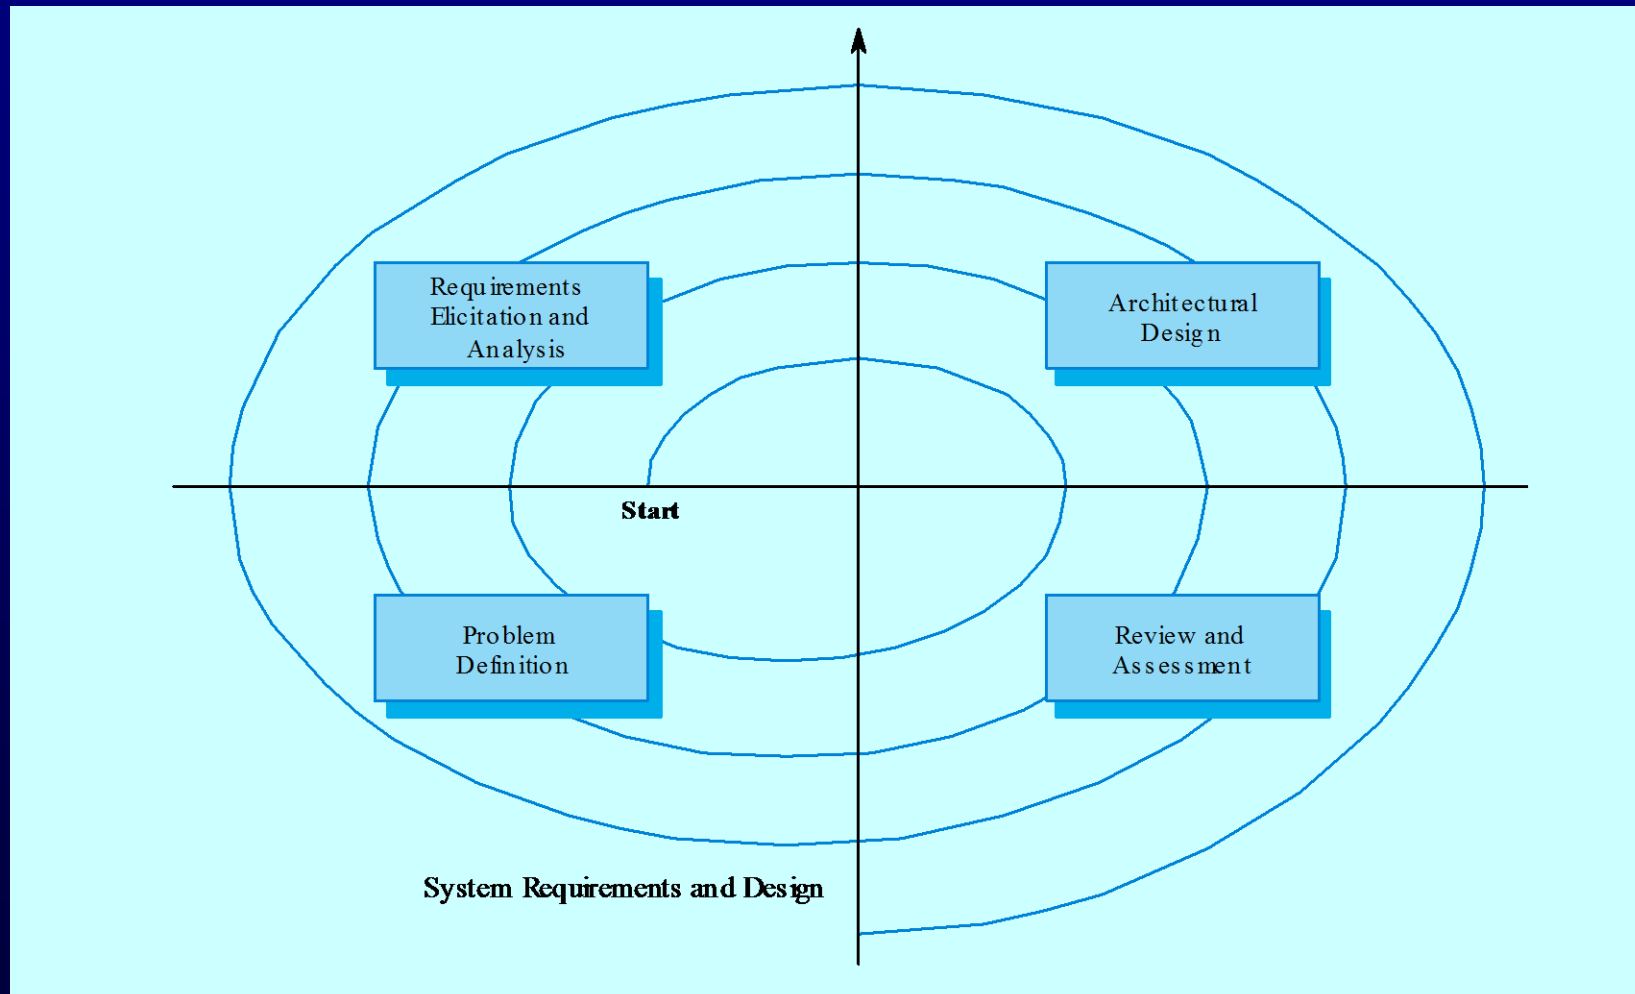 Requirements
Elicitation and
Analysis
Architectural
Design
Start
Problem
Definition
Review and
Assessment
System Requirements and Design